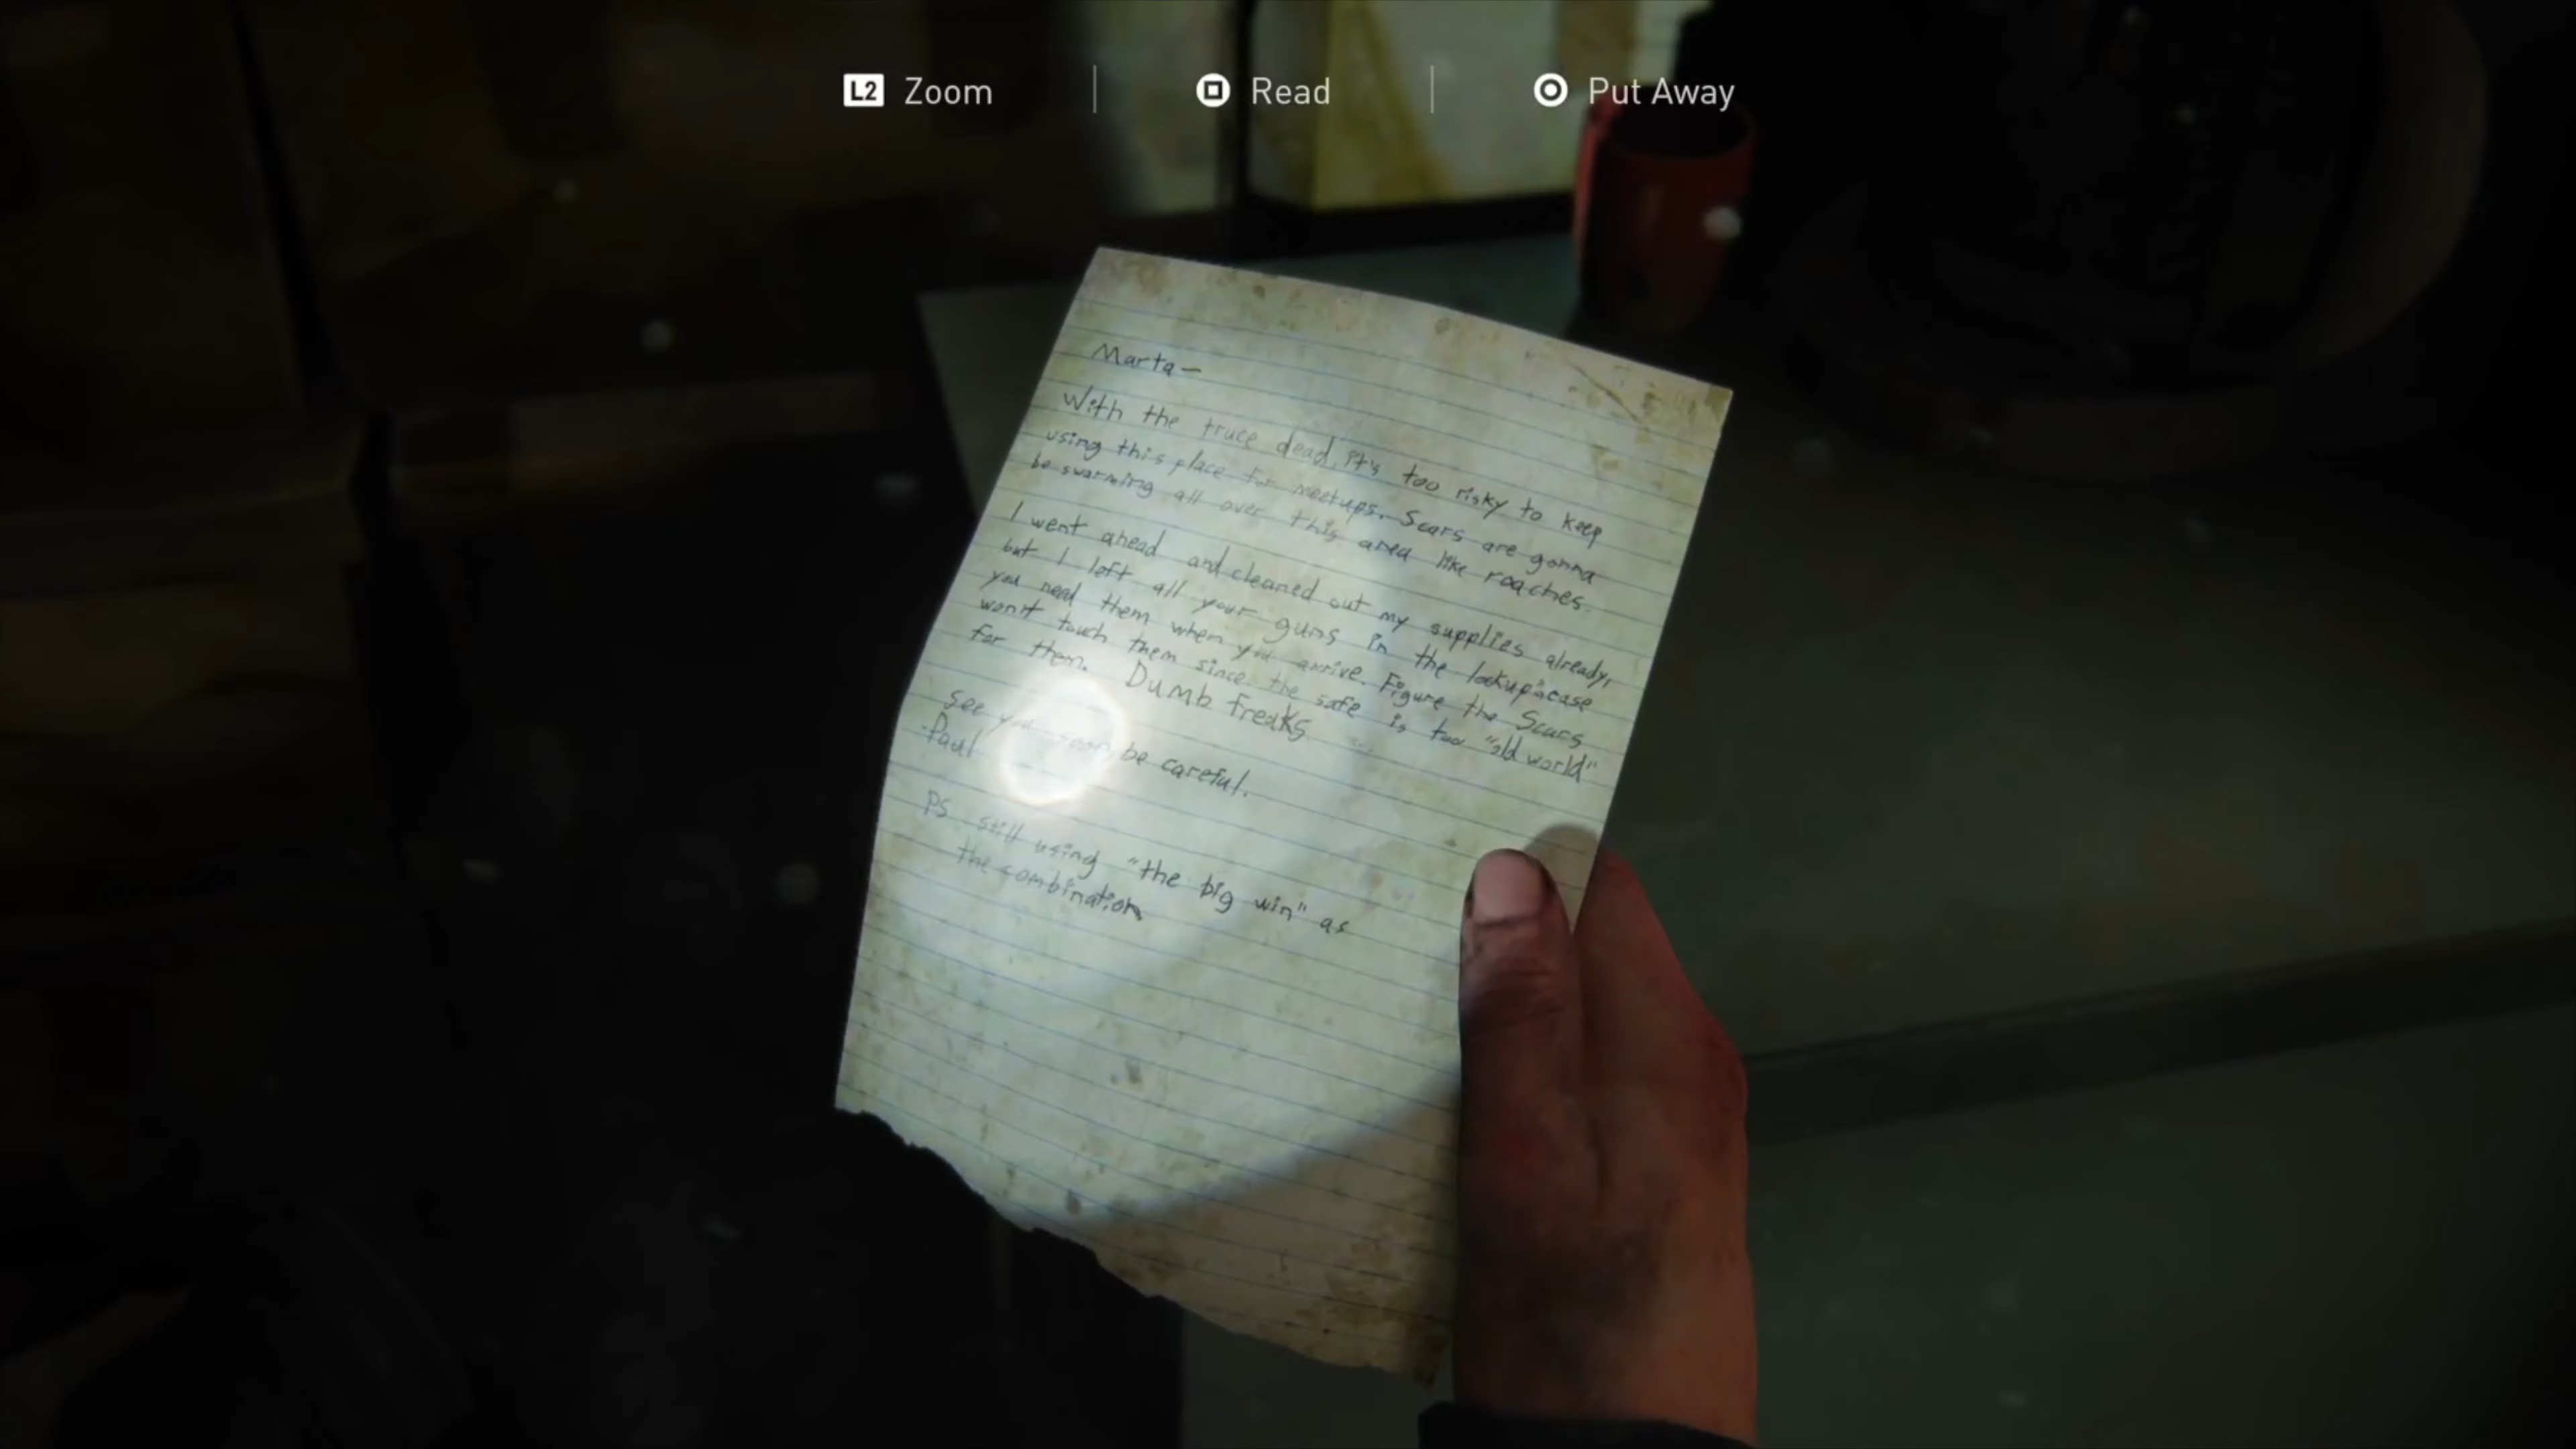 L2 Zoom
Read
Put Away
Marta-
With the truce dead, it's too risky to keep
using this place for meetups. Scars are gonna
be swarming all over this area like roaches.
I went ahead and cleaned out my supplies already,
but I left all your guns in the lockup incase
you need them when you arrive. Figure the Scars
won't touch them since the safe is too "old world"
for them. Dumb freaks
See you soon, be careful.
-Paul
PS still using "the big win" as
the combination